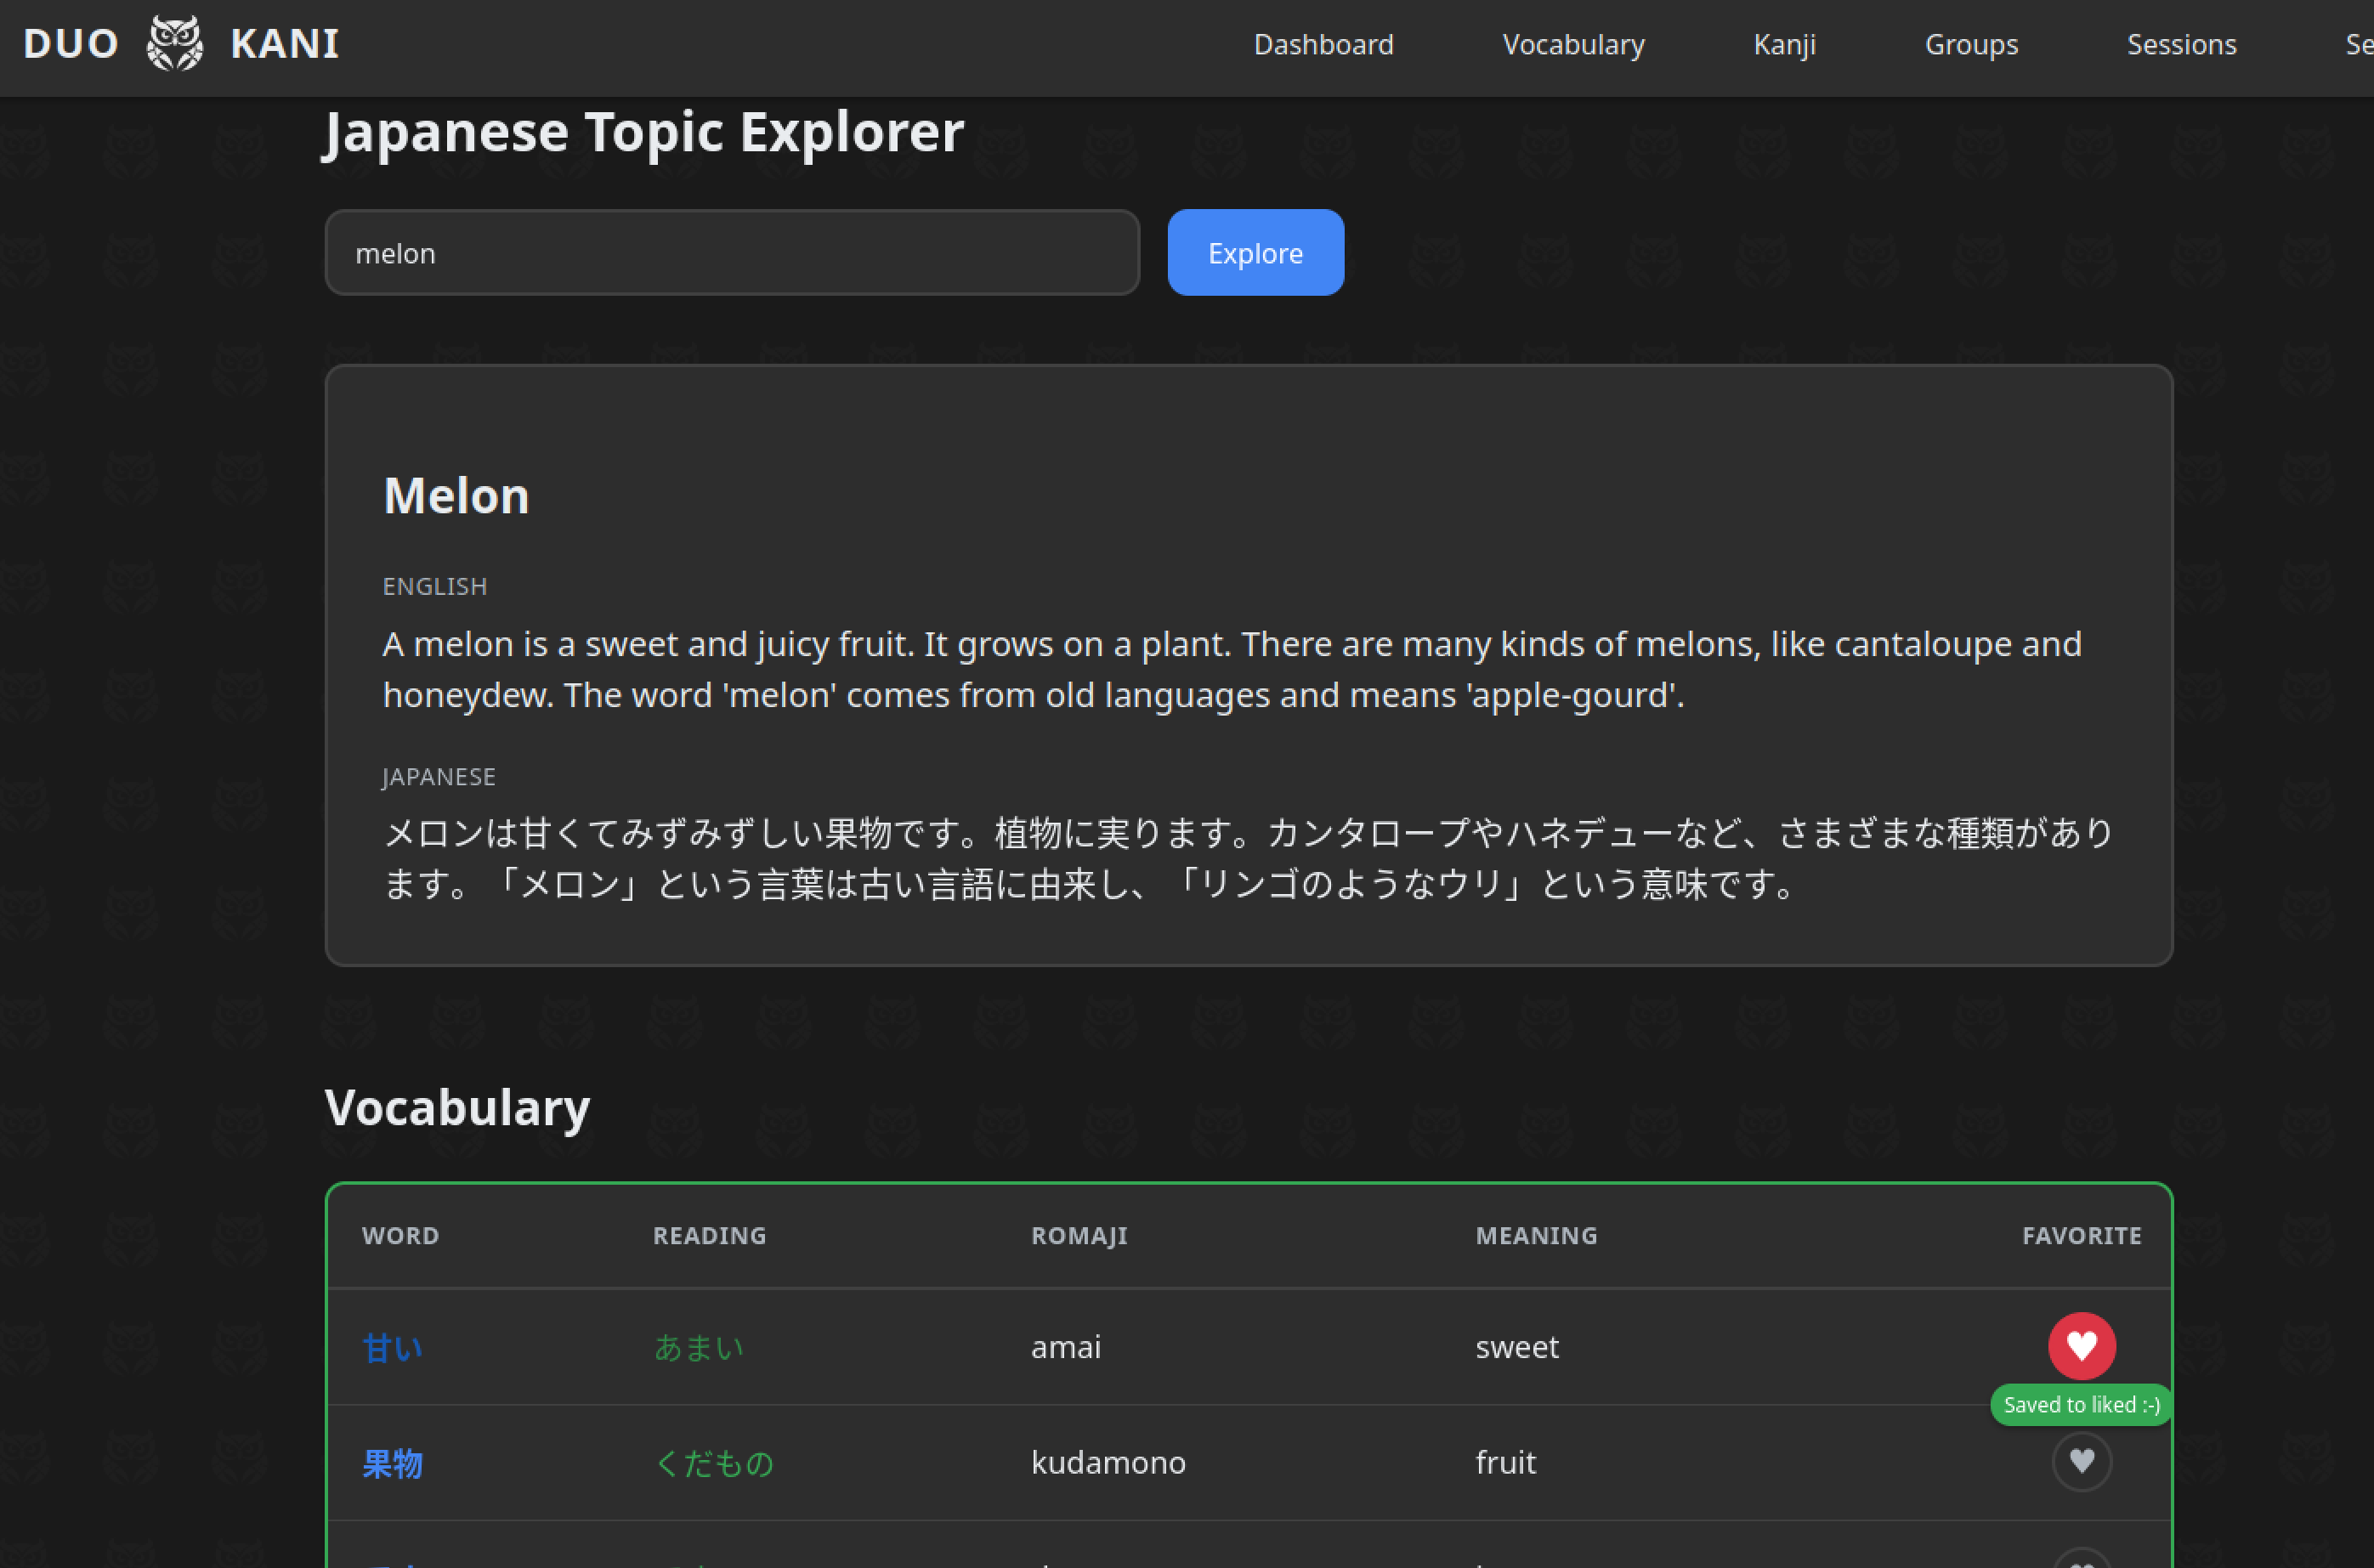 DUO KANI
Dashboard Vocabulary Kanji Groups Sessions
Japanese Topic Explorer
melon Explore
Melon
ENGLISH
A melon is a sweet and juicy fruit. It grows on a plant. There are many kinds of melons, like cantaloupe and
honeydew. The word 'melon' comes from old languages and means 'apple-gourd'.
JAPANESE
メロンは甘くてみずみずしい果物です。植物に実ります。カンタロープやハネデューなど、さまざまな種類があり
ます。「メロン」という言葉は古い言語に由来し、「リンゴのようなウリ」という意味です。
Vocabulary
WORD READING ROMAJI MEANING FAVORITE
甘い あまい amai sweet
Saved to liked :-)
果物 くだもの kudamono fruit